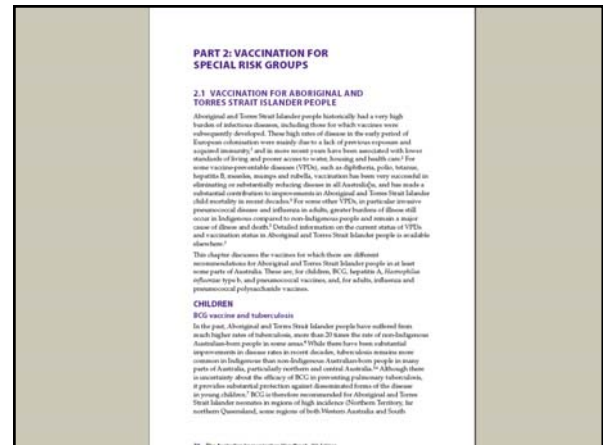 PART 2: VACCINATION FOR
SPECIAL RISK GROUPS
2.1 VACCINATION FOR ABORIGINAL AND
TORRES STRAIT ISLANDER PEOPLE
Aboriginal and Torres Strait Islander people historically had a very high
burden of infectious diseases, including those for which vaccines were
subsequently developed. These high rates of disease in the early period of
European colonisation were mainly due to a lack of previous exposure and
acquired immunity,¹ and in more recent years have been associated with lower
standards of living and poorer access to water, housing and health care.² For
some vaccine-preventable diseases (VPDs), such as diphtheria, polio, tetanus,
hepatitis B, measles, mumps and rubella, vaccination has been very successful in
eliminating or substantially reducing disease in all Australians, and has made a
substantial contribution to improvements in Aboriginal and Torres Strait Islander
child mortality in recent decades.³ For some other VPDs, in particular invasive
pneumococcal disease and influenza in adults, greater burdens of illness still
occur in Indigenous compared to non-Indigenous people and remain a major
cause of illness and death. Detailed information on the current status of VPDs
and vaccination status in Aboriginal and Torres Strait Islander people is available
elsewhere.
This chapter discusses the vaccines for which there are different
recommendations for Aboriginal and Torres Strait Islander people in at least
some parts of Australia. These are, for children, BCG, hepatitis A, Haemophilus
influenzae type b, and pneumococcal vaccines, and, for adults, influenza and
pneumococcal polysaccharide vaccines.
CHILDREN
BCG vaccine and tuberculosis
In the past, Aboriginal and Torres Strait Islander people have suffered from
much higher rates of tuberculosis, more than 20 times the rate of non-Indigenous
Australian-born people in some areas. While there have been substantial
improvements in disease rates in recent decades, tuberculosis remains more
common in Indigenous than non-Indigenous Australian-born people in many
parts of Australia, particularly northern and central Australia. Although there
is uncertainty about the efficacy of BCG in preventing pulmonary tuberculosis,
it provides substantial protection against disseminated forms of the disease
in young children. BCG is therefore recommended for Aboriginal and Torres
Strait Islander neonates in regions of high incidence (Northern Territory, far
northern Queensland, some regions of both Western Australia and South